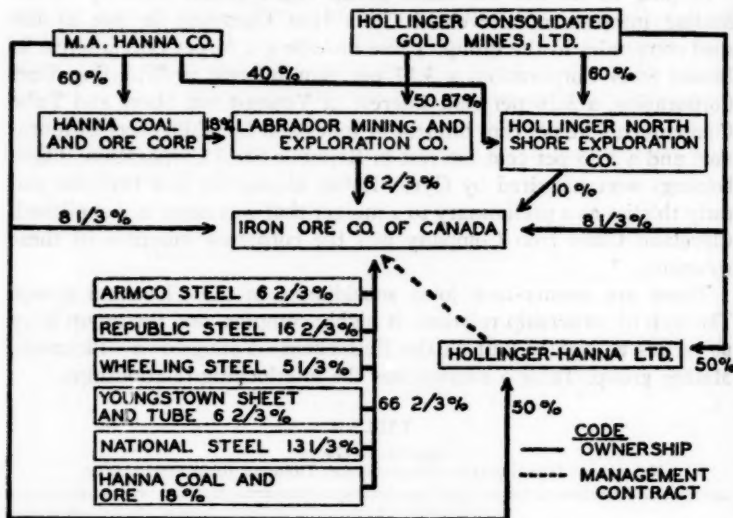 M.A. HANNA CO.
HOLLINGER CONSOLIDATED
GOLD MINES, LTD.
60%
40%
50.87%
60%
HANNA COAL
AND ORE CORP.
18%
LABRADOR MINING AND
EXPLORATION CO.
HOLLINGER NORTH
SHORE EXPLORATION
CO.
6 2/3%
10%
8 1/3%
IRON ORE CO. OF CANADA
8 1/3%
ARMCO STEEL 6 2/3%
REPUBLIC STEEL 16 2/3%
WHEELING STEEL 5 1/3%
YOUNGSTOWN SHEET
AND TUBE 6 2/3%
NATIONAL STEEL 13 1/3%
HANNA COAL AND
ORE 18%
66 2/3%
HOLLINGER-HANNA LTD.
50%
50%
CODE
OWNERSHIP
MANAGEMENT
CONTRACT